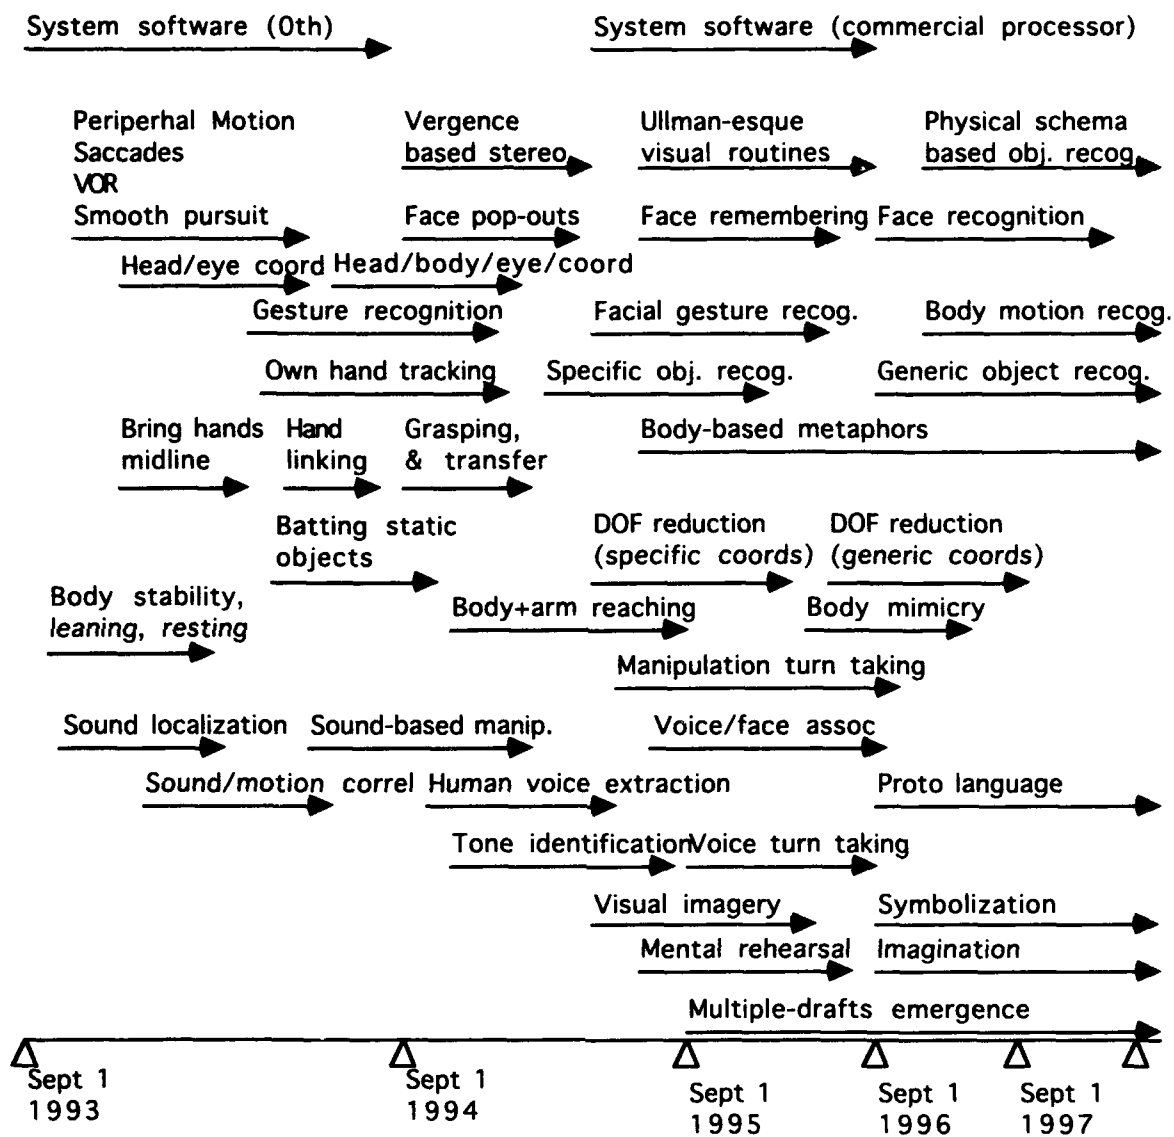 System software (0th)
System software (commercial processor)
Periperhal Motion
Saccades
VOR
Smooth pursuit
Vergence
based stereo
Ullman-esque
visual routines
Physical schema
based obj. recog.
Face pop-outs
Face remembering
Face recognition
Head/eye coord
Head/body/eye/coord
Gesture recognition
Facial gesture recog.
Body motion recog.
Own hand tracking
Specific obj. recog.
Generic object recog.
Bring hands
midline
Hand
linking
Grasping,
& transfer
Body-based metaphors
Batting static
objects
DOF reduction
(specific coords)
DOF reduction
(generic coords)
Body stability,
leaning, resting
Body+arm reaching
Body mimicry
Manipulation turn taking
Sound localization
Sound-based manip.
Voice/face assoc
Sound/motion correl
Human voice extraction
Proto language
Tone identification
Voice turn taking
Visual imagery
Symbolization
Mental rehearsal
Imagination
Multiple-drafts emergence
Sept 1
1993
Sept 1
1994
Sept 1
1995
Sept 1
1996
Sept 1
1997